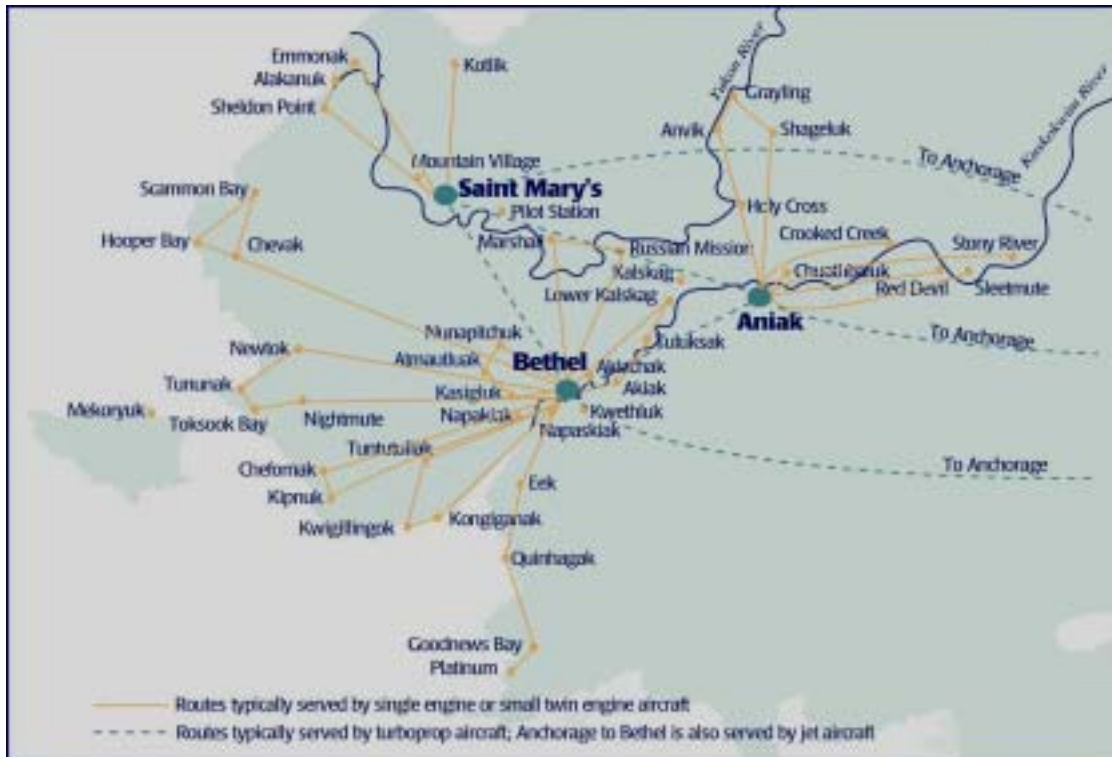 Emmonak
Kotlik
Alakanuk
Sheldon Point
Yukon River
Grayling
Kuskokwim River
Anvik
Shageluk
Mountain Village
To Anchorage
Scammon Bay
Saint Mary's
Pilot Station
Holy Cross
Hooper Bay
Chevak
Marshall
Russian Mission
Crooked Creek
Stony River
Kalskag
Chuathbaluk
Lower Kalskag
Red Devil
Sleetmute
Aniak
Nunapitchuk
Tuluksak
To Anchorage
Newtok
Atmautluak
Bethel
Akiachak
Tununak
Kasigluk
Akiak
Mekoryuk
Toksook Bay
Nightmute
Napakiak
Kwethluk
Napaskiak
Tuntutuliak
Chefornak
To Anchorage
Kipnuk
Eek
Kwigillingok
Kongiganak
Quinhagak
Goodnews Bay
Platinum
Routes typically served by single engine or small twin engine aircraft
Routes typically served by turboprop aircraft; Anchorage to Bethel is also served by jet aircraft